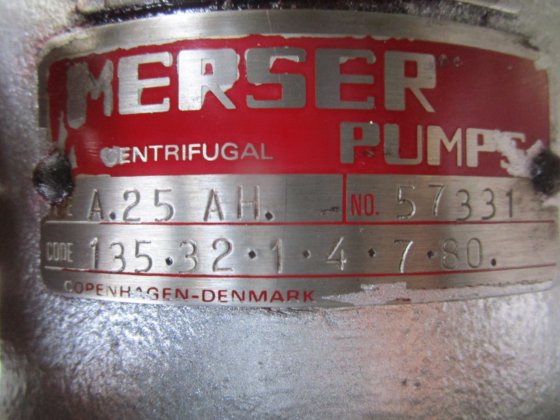 MERSER
CENTRIFUGAL PUMPS
A.25 AH. NO. 57331
CODE 135.32.1.4.7.80.
COPENHAGEN-DENMARK